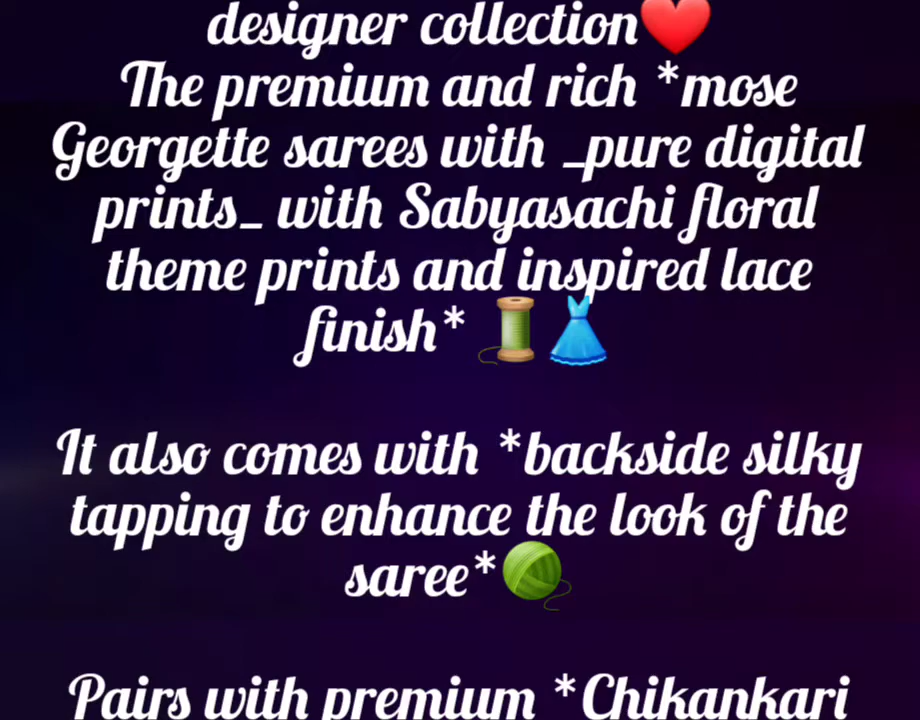 designer collection❤️
The premium and rich *mose
Georgette sarees with _pure digital
prints_ with Sabyasachi floral
theme prints and inspired lace
finish* 🧵👗
It also comes with *backside silky
tapping to enhance the look of the
saree*🧶
Pairs with premium *Chikankari